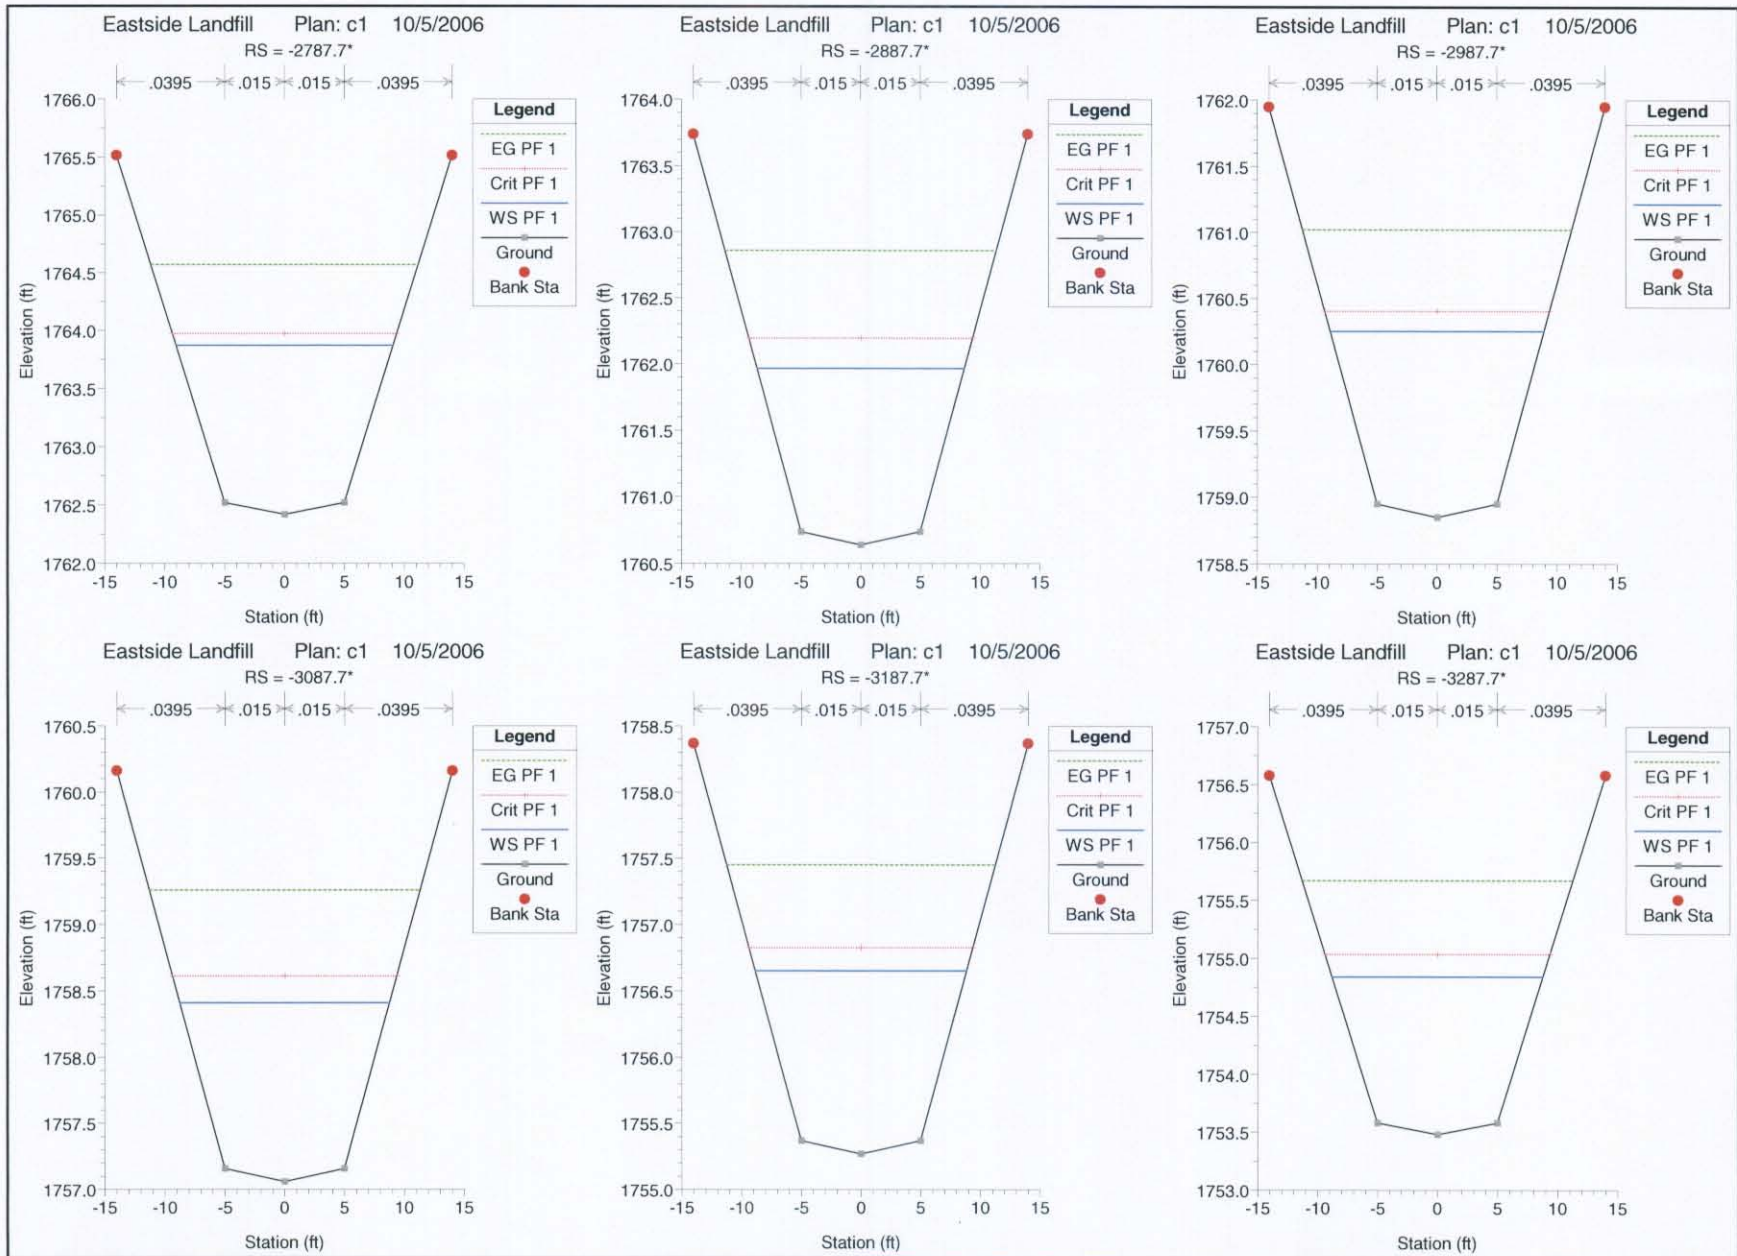 Eastside Landfill Plan: c1 10/5/2006
RS = -2787.7*
.0395 .015 .015 .0395
Elevation (ft)
1766.0
1765.5
1765.0
1764.5
1764.0
1763.5
1763.0
1762.5
1762.0
-15 -10 -5 0 5 10 15
Station (ft)
Legend
EG PF 1
Crit PF 1
WS PF 1
Ground
Bank Sta
Eastside Landfill Plan: c1 10/5/2006
RS = -2887.7*
.0395 .015 .015 .0395
Elevation (ft)
1764.0
1763.5
1763.0
1762.5
1762.0
1761.5
1761.0
1760.5
-15 -10 -5 0 5 10 15
Station (ft)
Legend
EG PF 1
Crit PF 1
WS PF 1
Ground
Bank Sta
Eastside Landfill Plan: c1 10/5/2006
RS = -2987.7*
.0395 .015 .015 .0395
Elevation (ft)
1762.0
1761.5
1761.0
1760.5
1760.0
1759.5
1759.0
1758.5
-15 -10 -5 0 5 10 15
Station (ft)
Legend
EG PF 1
Crit PF 1
WS PF 1
Ground
Bank Sta
Eastside Landfill Plan: c1 10/5/2006
RS = -3087.7*
.0395 .015 .015 .0395
Elevation (ft)
1760.5
1760.0
1759.5
1759.0
1758.5
1758.0
1757.5
1757.0
-15 -10 -5 0 5 10 15
Station (ft)
Legend
EG PF 1
Crit PF 1
WS PF 1
Ground
Bank Sta
Eastside Landfill Plan: c1 10/5/2006
RS = -3187.7*
.0395 .015 .015 .0395
Elevation (ft)
1758.5
1758.0
1757.5
1757.0
1756.5
1756.0
1755.5
1755.0
-15 -10 -5 0 5 10 15
Station (ft)
Legend
EG PF 1
Crit PF 1
WS PF 1
Ground
Bank Sta
Eastside Landfill Plan: c1 10/5/2006
RS = -3287.7*
.0395 .015 .015 .0395
Elevation (ft)
1757.0
1756.5
1756.0
1755.5
1755.0
1754.5
1754.0
1753.5
1753.0
-15 -10 -5 0 5 10 15
Station (ft)
Legend
EG PF 1
Crit PF 1
WS PF 1
Ground
Bank Sta